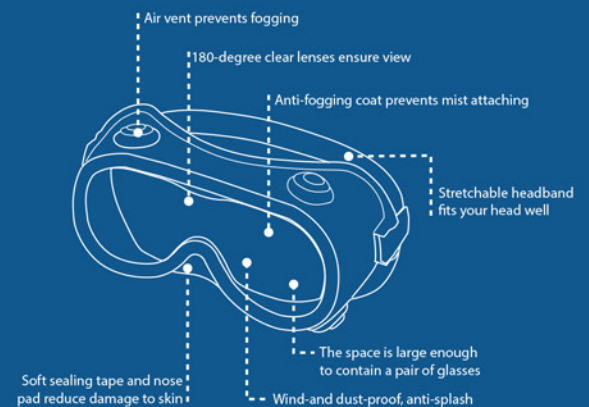 Air vent prevents fogging
180-degree clear lenses ensure view
Anti-fogging coat prevents mist attaching
Stretchable headband
fits your head well
The space is large enough
to contain a pair of glasses
Soft sealing tape and nose
pad reduce damage to skin
Wind-and dust-proof, anti-splash